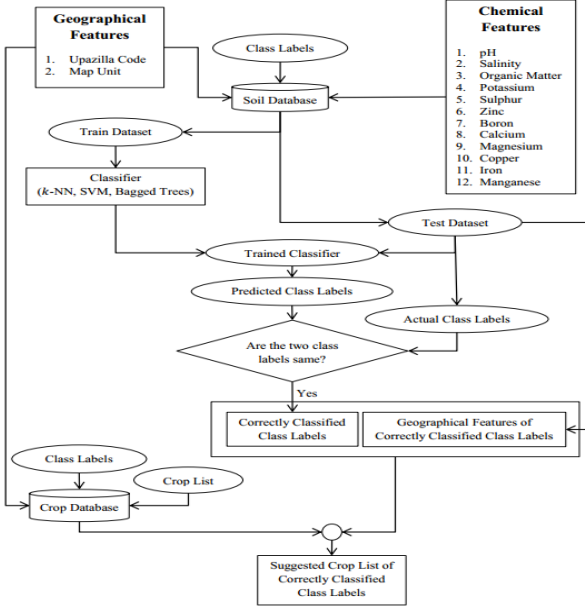 Geographical
Features
1. Upazilla Code
2. Map Unit
Class Labels
Chemical
Features
1. pH
2. Salinity
3. Organic Matter
4. Potassium
5. Sulphur
6. Zinc
7. Boron
8. Calcium
9. Magnesium
10. Copper
11. Iron
12. Manganese
Soil Database
Train Dataset
Classifier
(k-NN, SVM, Bagged Trees)
Test Dataset
Trained Classifier
Predicted Class Labels
Actual Class Labels
Are the two class
labels same?
Yes
Correctly Classified
Class Labels
Geographical Features of
Correctly Classified Class Labels
Class Labels
Crop List
Crop Database
Suggested Crop List of
Correctly Classified
Class Labels